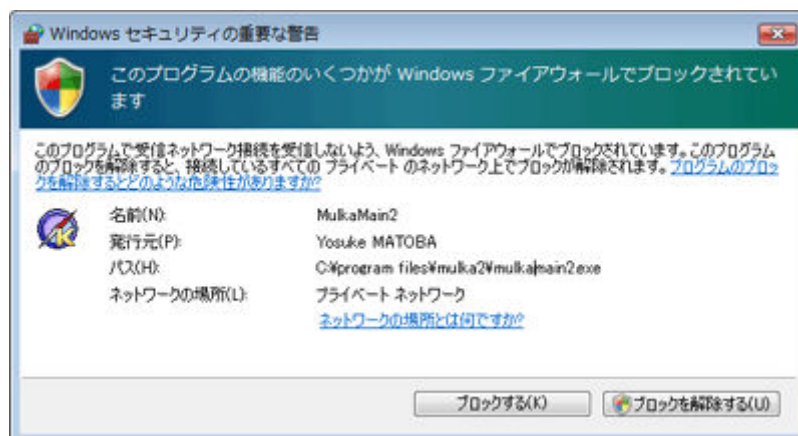 Windows セキュリティの重要な警告
このプログラムの機能のいくつかが Windows ファイアウォールでブロックされてい
ます
このプログラムで受信ネットワーク接続を受信しないよう、Windows ファイアウォールでブロックされています。このプログラム
のブロックを解除すると、接続しているすべての プライベート のネットワーク上でブロックが解除されます。プログラムのブロッ
クを解除するとどのような危険性がありますか?
名前(N): MulkaMain2
発行元(P): Yosuke MATOBA
パス(H): C:¥program files¥mulka2¥mulkamain2.exe
ネットワークの場所(L): プライベート ネットワーク
ネットワークの場所とは何ですか?
ブロックする(K) ブロックを解除する(U)